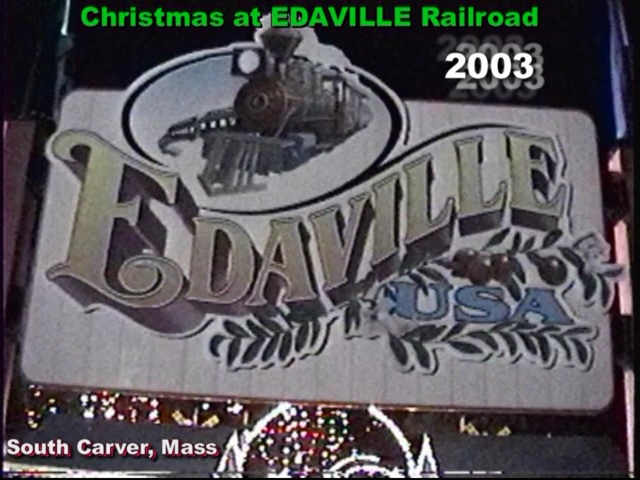 Christmas at EDAVILLE Railroad
2003
EDAVILLE
USA
South Carver, Mass